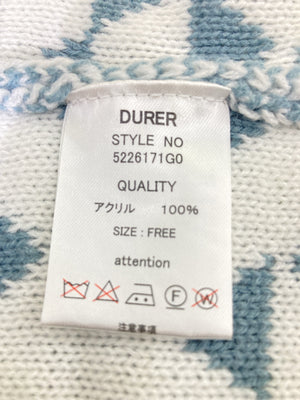 DURER
STYLE NO
5226171G0
QUALITY
アクリル 100%
SIZE : FREE
attention
F W
注意事項